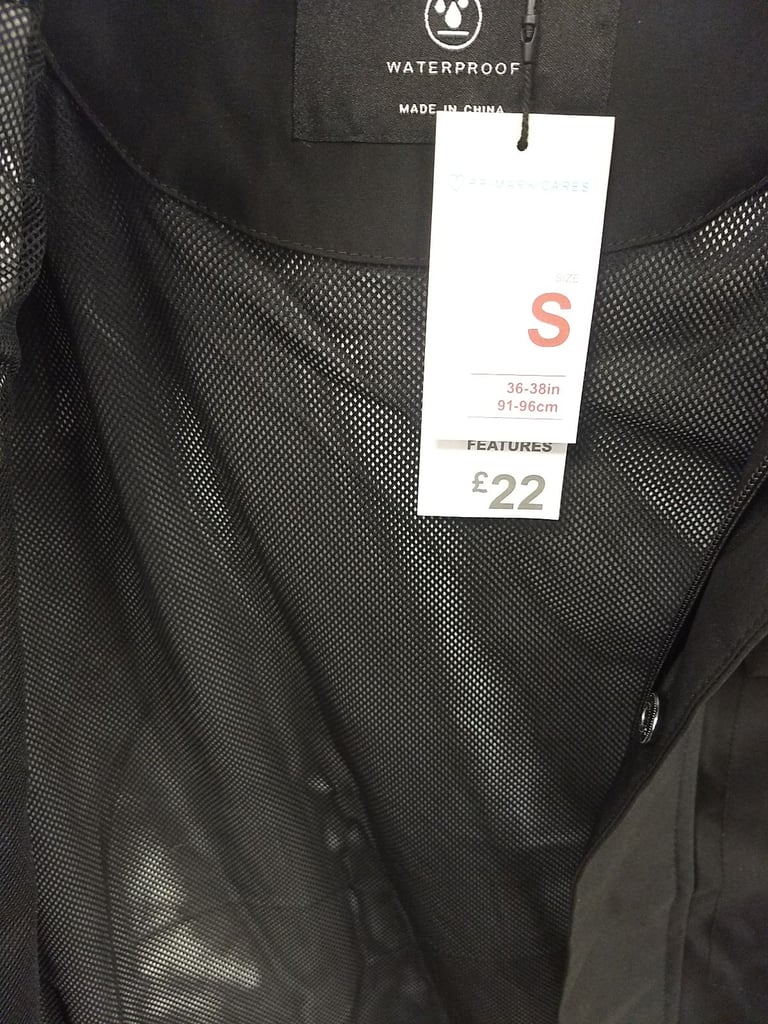 WATERPROOF
MADE IN CHINA
PRIMARK CARES
SIZE
S
36-38in
91-96cm
FEATURES
£22